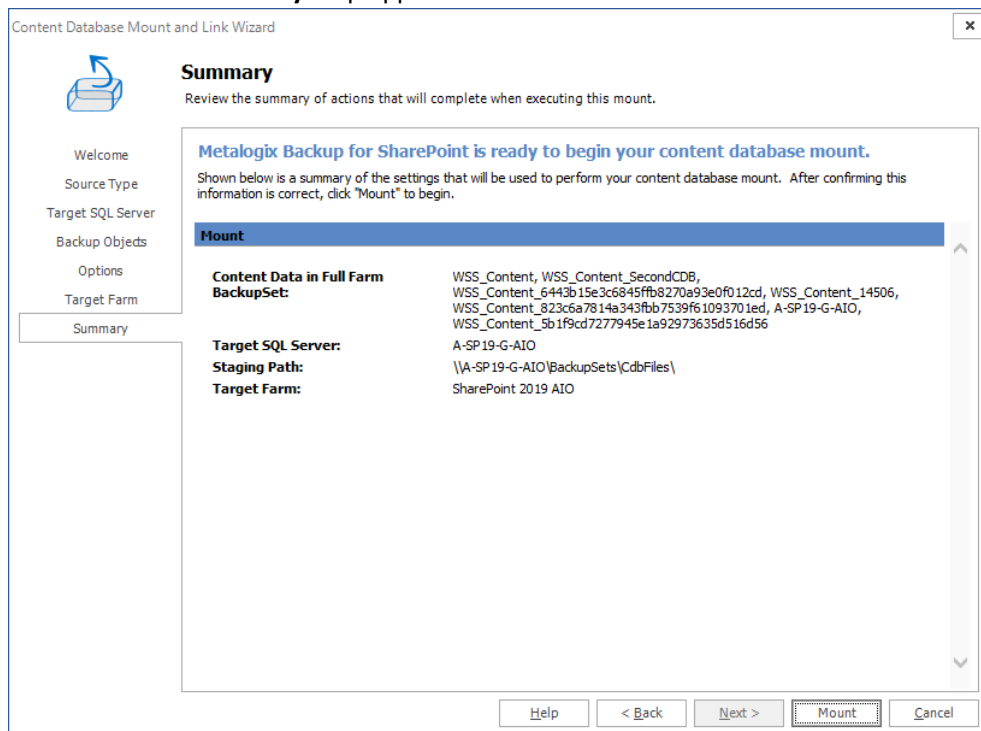 Content Database Mount and Link Wizard
Summary
Review the summary of actions that will complete when executing this mount.
Welcome
Source Type
Target SQL Server
Backup Objects
Options
Target Farm
Summary
Metalogix Backup for SharePoint is ready to begin your content database mount.
Shown below is a summary of the settings that will be used to perform your content database mount. After confirming this
information is correct, click "Mount" to begin.
Mount
Content Data in Full Farm
BackupSet:
WSS_Content, WSS_Content_SecondCDB,
WSS_Content_6443b15e3c6845ffb8270a93e0f012cd, WSS_Content_14506,
WSS_Content_823c6a7814a343fbb7539f61093701ed, A-SP19-G-AIO,
WSS_Content_5b1f9cd7277945e1a92973635d516d56
Target SQL Server: A-SP19-G-AIO
Staging Path: \\A-SP19-G-AIO\BackupSets\CdbFiles\
Target Farm: SharePoint 2019 AIO
Help < Back Next > Mount Cancel